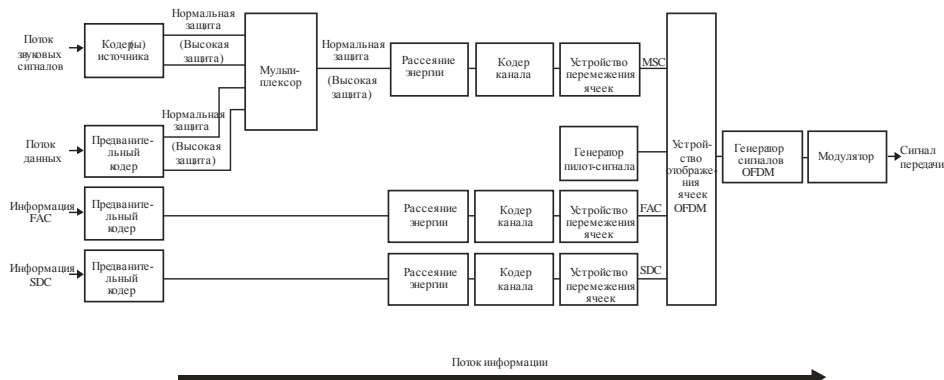 Нормальная
защита
(Высокая
защита)
Поток
звуковых
сигналов
Кодер(ы)
источника
Мульти-
плексор
Нормальная
защита
(Высокая
защита)
Рассеяние
энергии
Кодер
канала
Устройство
перемежения
ячеек
MSC
Нормальная
защита
(Высокая
защита)
Поток
данных
Предваните-
льный
кодер
Генератор
пилот-сигнала
Устрой-
ство
отображе-
ния
ячеек
OFDM
Генератор
сигналов
OFDM
Модулятор
Сигнал
передачи
Информация
FAC
Предваните-
льный
кодер
Рассеяние
энергии
Кодер
канала
Устройство
перемежения
ячеек
FAC
Информация
SDC
Предваните-
льный
кодер
Рассеяние
энергии
Кодер
канала
Устройство
перемежения
ячеек
SDC
Поток информации